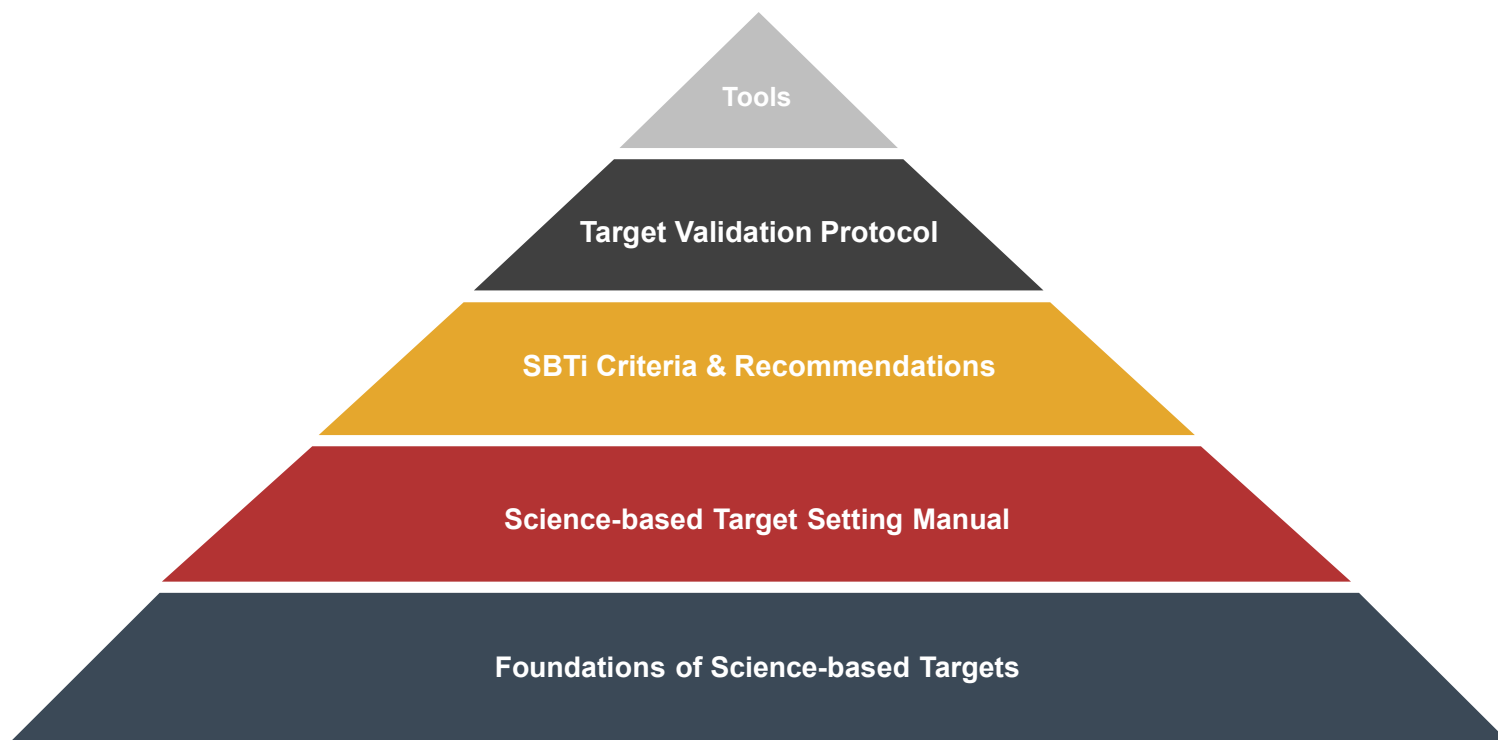 Tools
Target Validation Protocol
SBTi Criteria & Recommendations
Science-based Target Setting Manual
Foundations of Science-based Targets